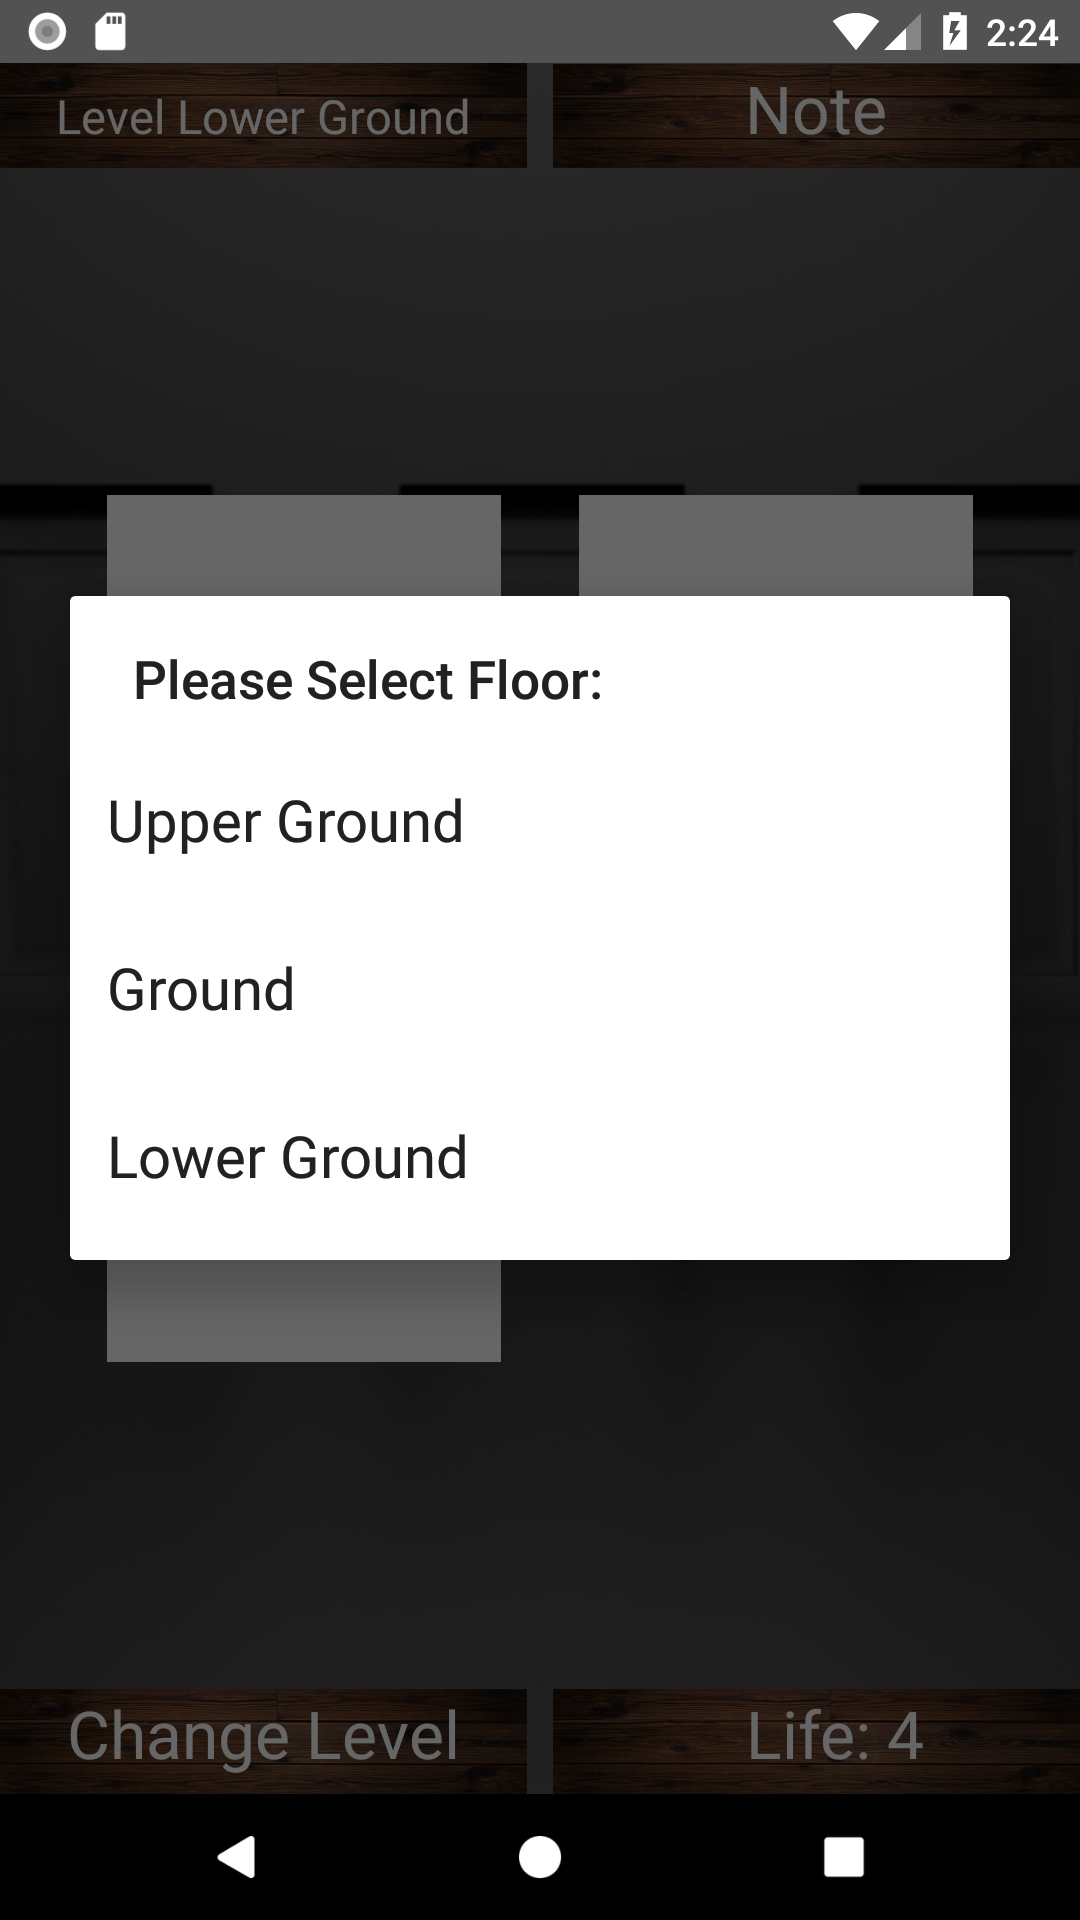 2:24
Level Lower Ground
Note
Please Select Floor:
Upper Ground
Ground
Lower Ground
Change Level
Life: 4